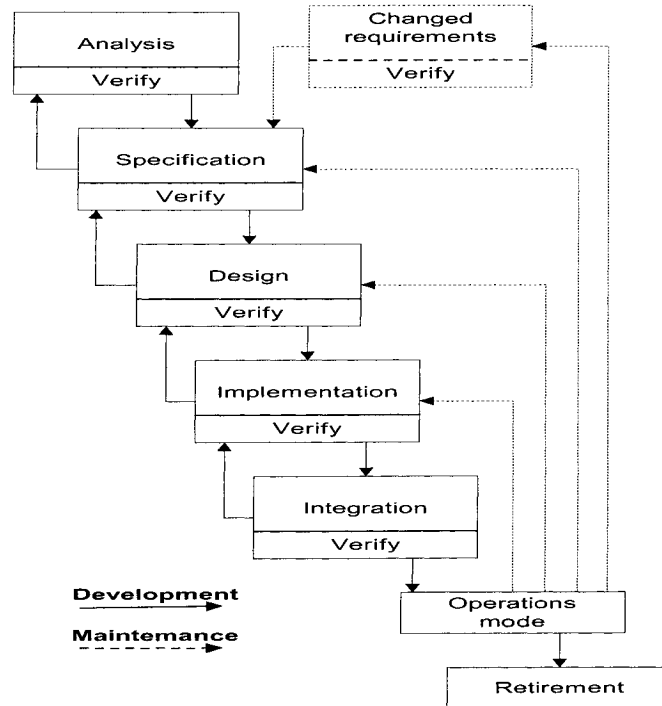 Analysis
Verify
Changed
requirements
Verify
Specification
Verify
Design
Verify
Implementation
Verify
Integration
Verify
Development
Maintemance
Operations
mode
Retirement